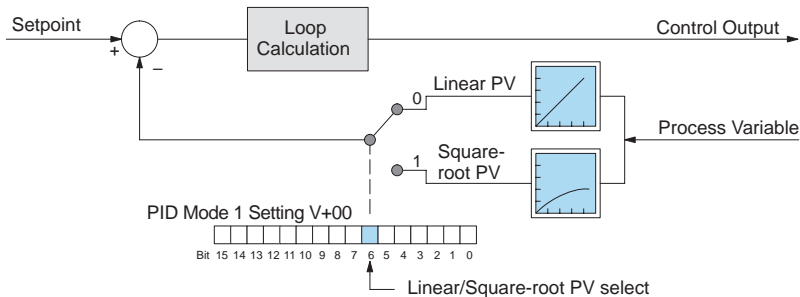 Setpoint
Loop
Calculation
Control Output
+
–
0
Linear PV
Process Variable
1
Square-
root PV
PID Mode 1 Setting V+00
Bit 15 14 13 12 11 10 9 8 7 6 5 4 3 2 1 0
Linear/Square-root PV select